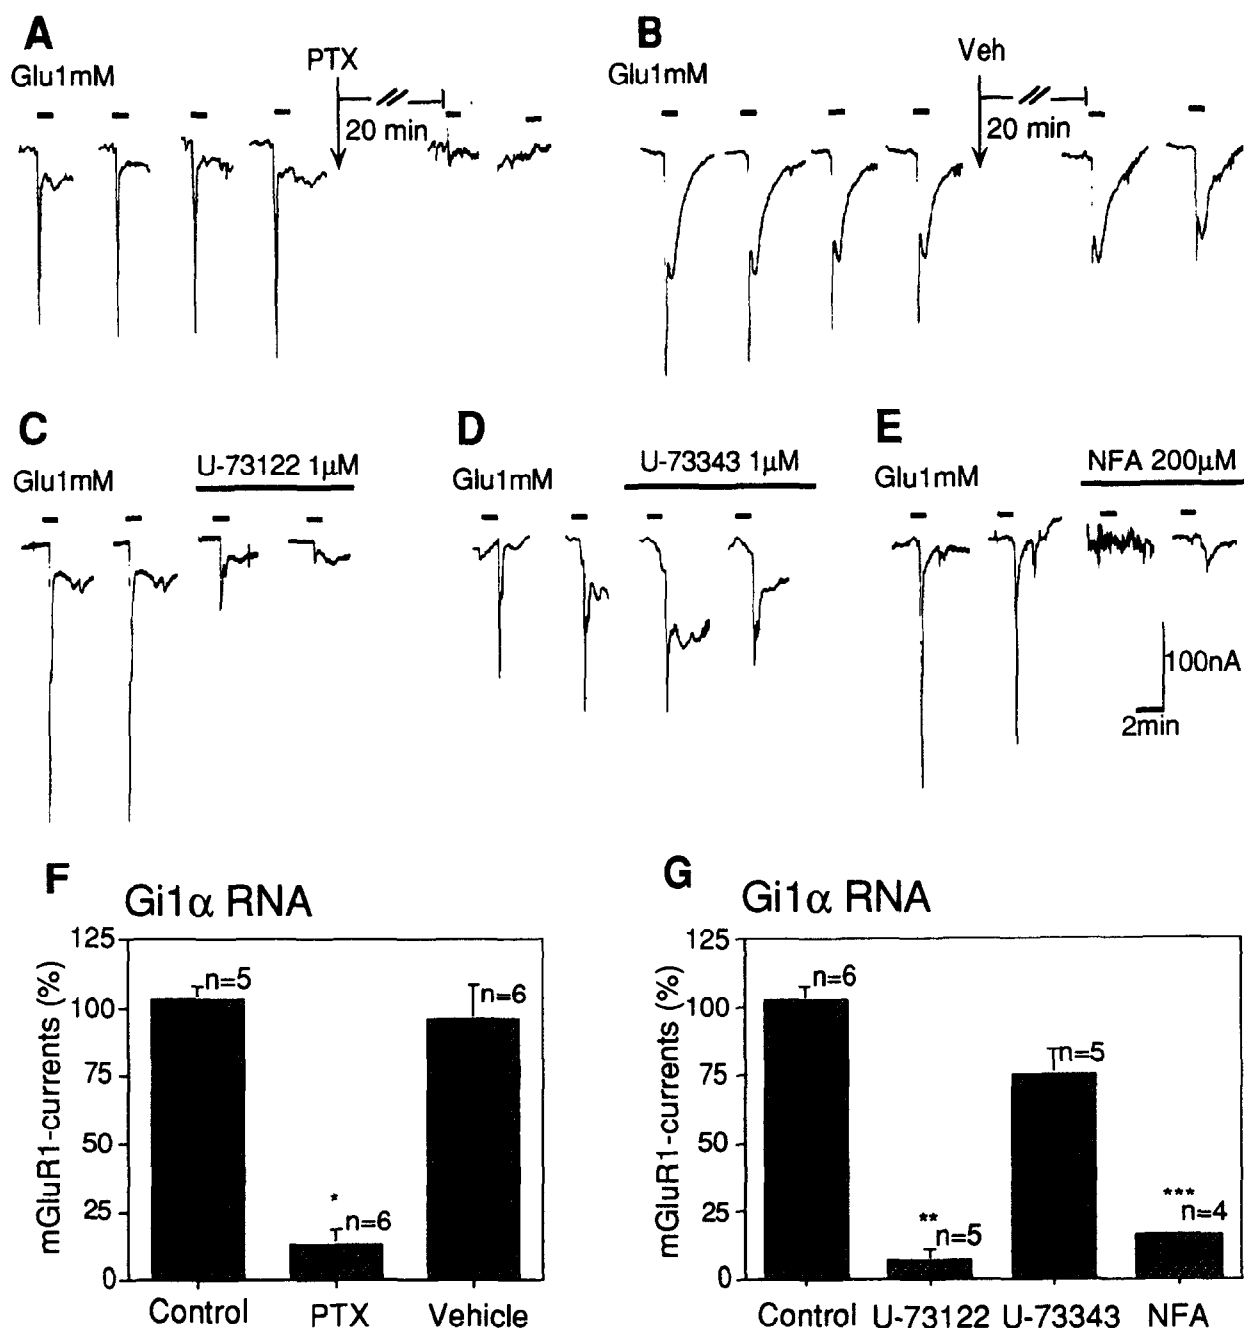 A
Glu1mM
PTX
20 min
B
Glu1mM
Veh
20 min
C
Glu1mM
U-73122 1µM
D
Glu1mM
U-73343 1µM
E
Glu1mM
NFA 200µM
100nA
2min
F
Gi1α RNA
mGluR1-currents (%)
125
100
75
50
25
0
n=5
*
n=6
n=6
Control
PTX
Vehicle
G
Gi1α RNA
mGluR1-currents (%)
125
100
75
50
25
0
n=6
**
n=5
n=5
***
n=4
Control
U-73122
U-73343
NFA